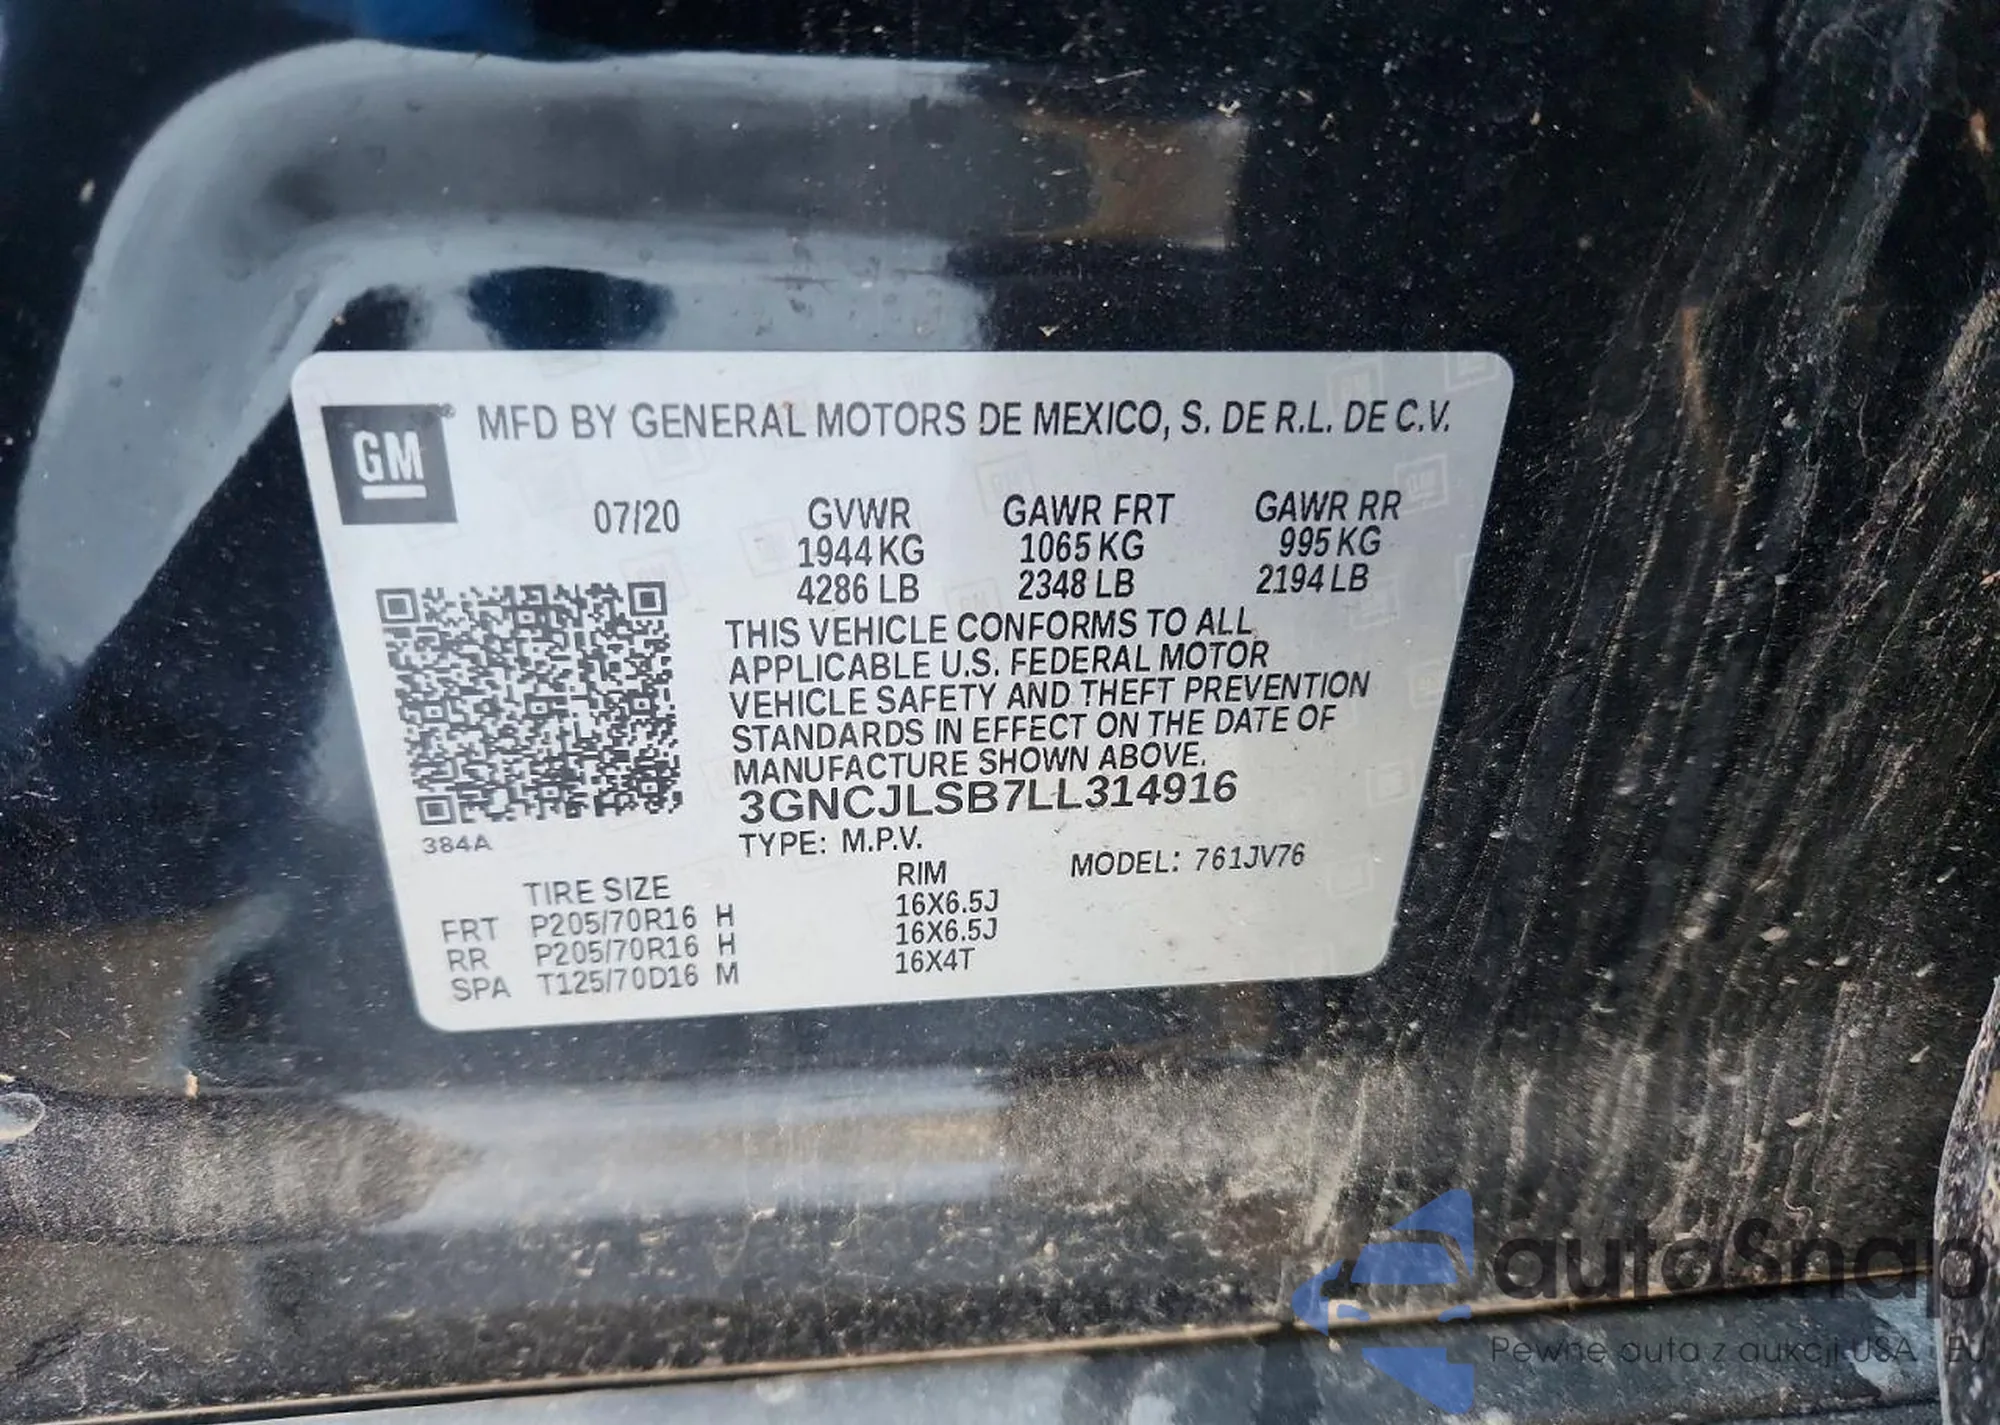 GM® MFD BY GENERAL MOTORS DE MEXICO, S. DE R.L. DE C.V.
07/20 GVWR GAWR FRT GAWR RR
1944 KG 1065 KG 995 KG
4286 LB 2348 LB 2194 LB
THIS VEHICLE CONFORMS TO ALL
APPLICABLE U.S. FEDERAL MOTOR
VEHICLE SAFETY AND THEFT PREVENTION
STANDARDS IN EFFECT ON THE DATE OF
MANUFACTURE SHOWN ABOVE.
3GNCJLSB7LL314916
384A
TYPE: M.P.V. MODEL: 761JV76
TIRE SIZE RIM
FRT P205/70R16 H 16X6.5J
RR P205/70R16 H 16X6.5J
SPA T125/70D16 M 16X4T
autoSnap
Pewne auta z aukcji USA i EU